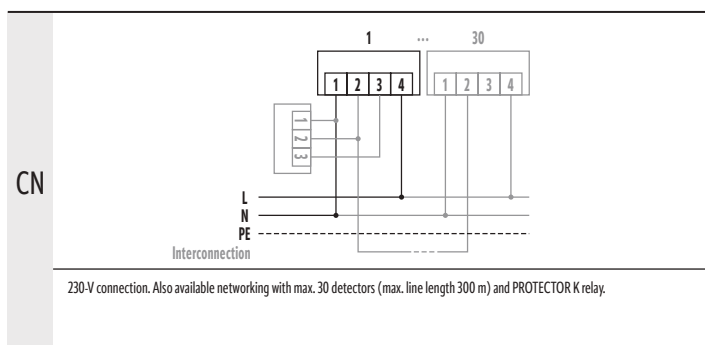 1 ... 30
1 2 3 4 1 2 3 4
1
2
3
CN
L
N
PE
Interconnection
230-V connection. Also available networking with max. 30 detectors (max. line length 300 m) and PROTECTOR K relay.